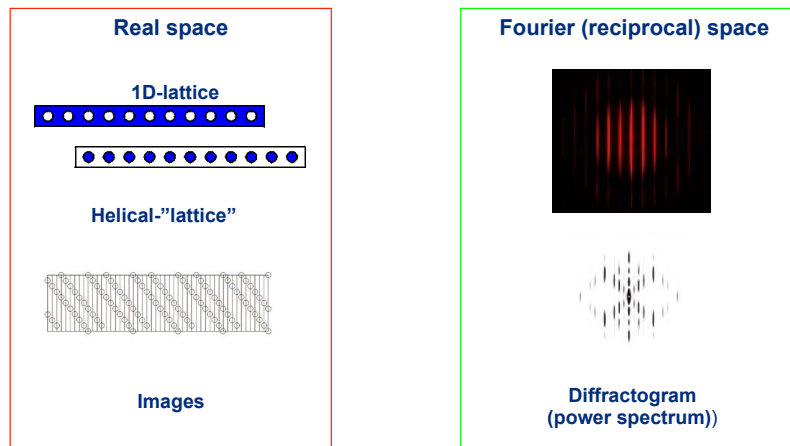 Real space
1D-lattice
Helical-”lattice”
Images
Fourier (reciprocal) space
Diffractogram
(power spectrum))